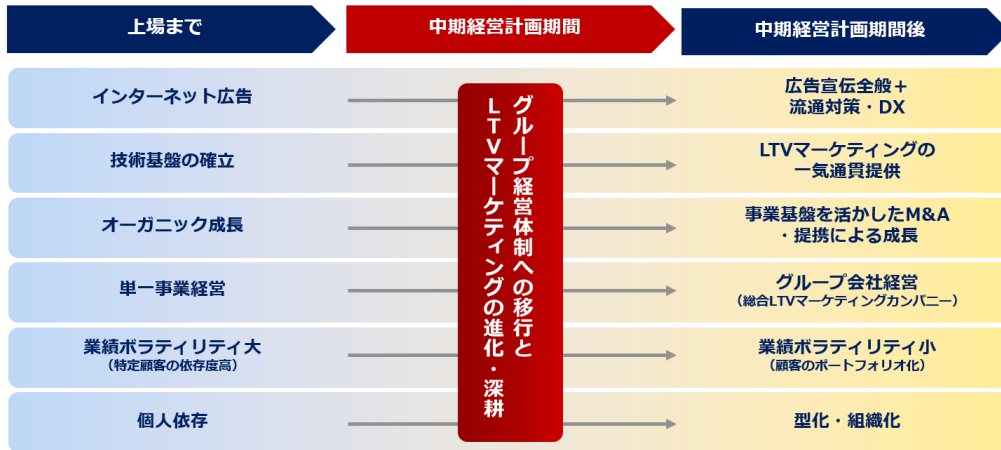 上場まで
中期経営計画期間
中期経営計画期間後
インターネット広告
広告宣伝全般＋
流通対策・DX
技術基盤の確立
LTVマーケティングの
一気通貫提供
オーガニック成長
事業基盤を活かしたM&A
・提携による成長
単一事業経営
グループ会社経営
（総合LTVマーケティングカンパニー）
業績ボラティリティ大
（特定顧客の依存度高）
業績ボラティリティ小
（顧客のポートフォリオ化）
個人依存
型化・組織化
グループ経営体制への移行と
LTVマーケティングの進化・深耕